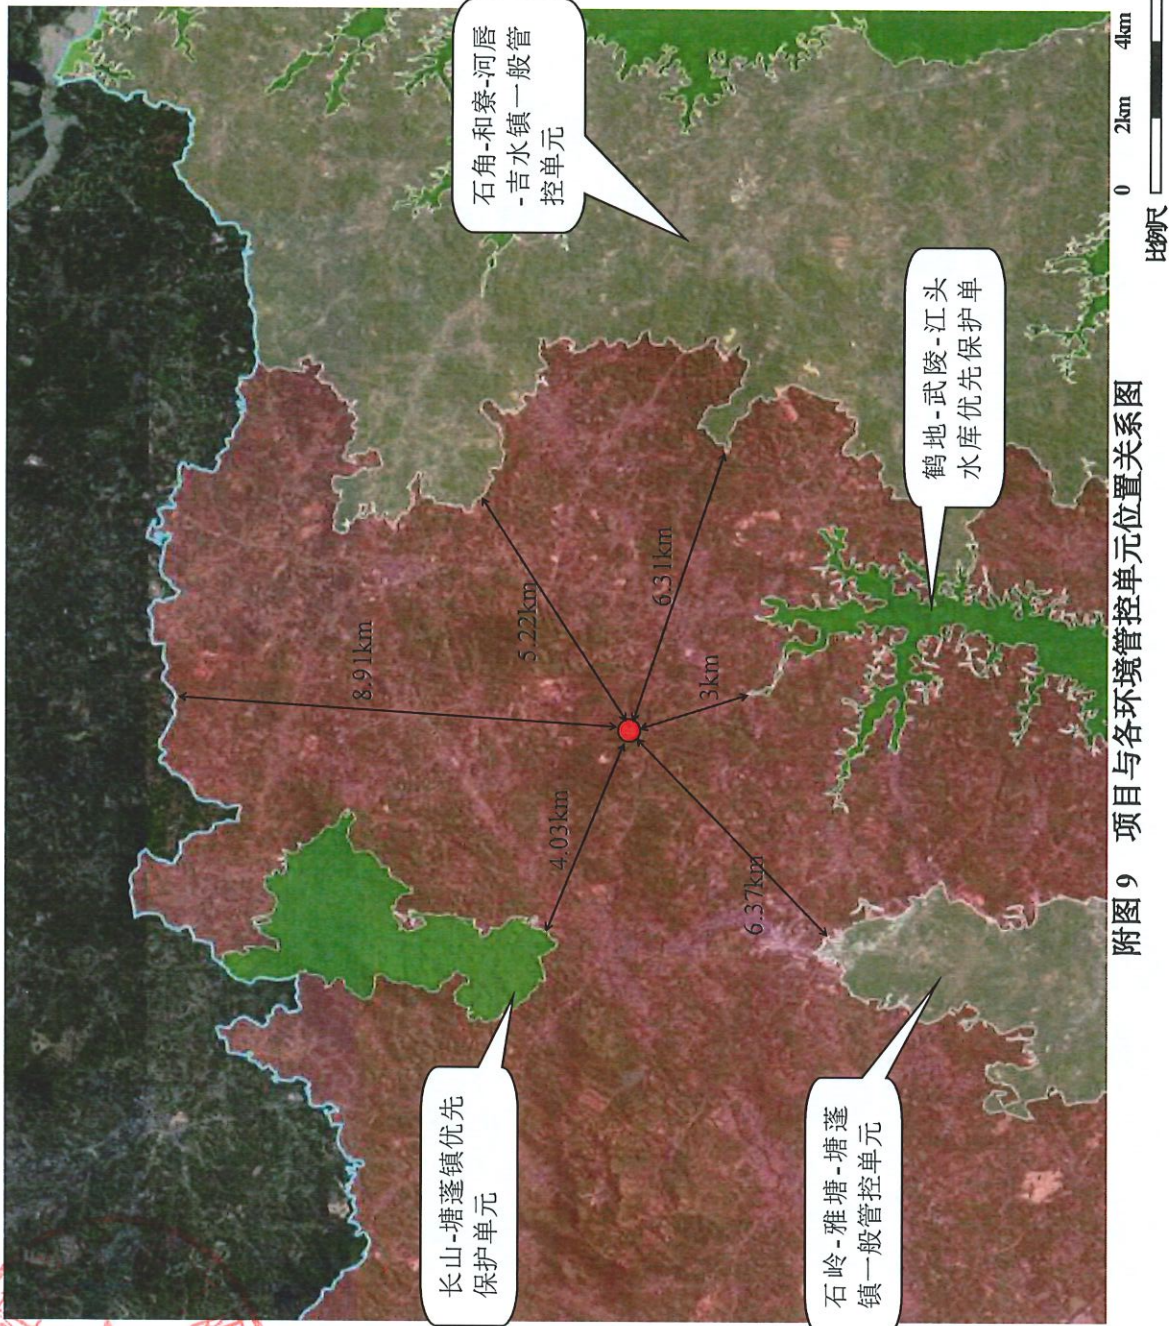 长山-塘蓬镇优先
保护单元
石岭-雅塘-塘蓬
镇一般管控单元
8.91km
4.03km
5.22km
6.31km
3km
6.37km
石角-和寮-河唇
-吉水镇一般管
控单元
鹤地-武陵-江头
水库优先保护单
附图 9 项目与各环境管控单元位置关系图
比例尺
0 2km 4km